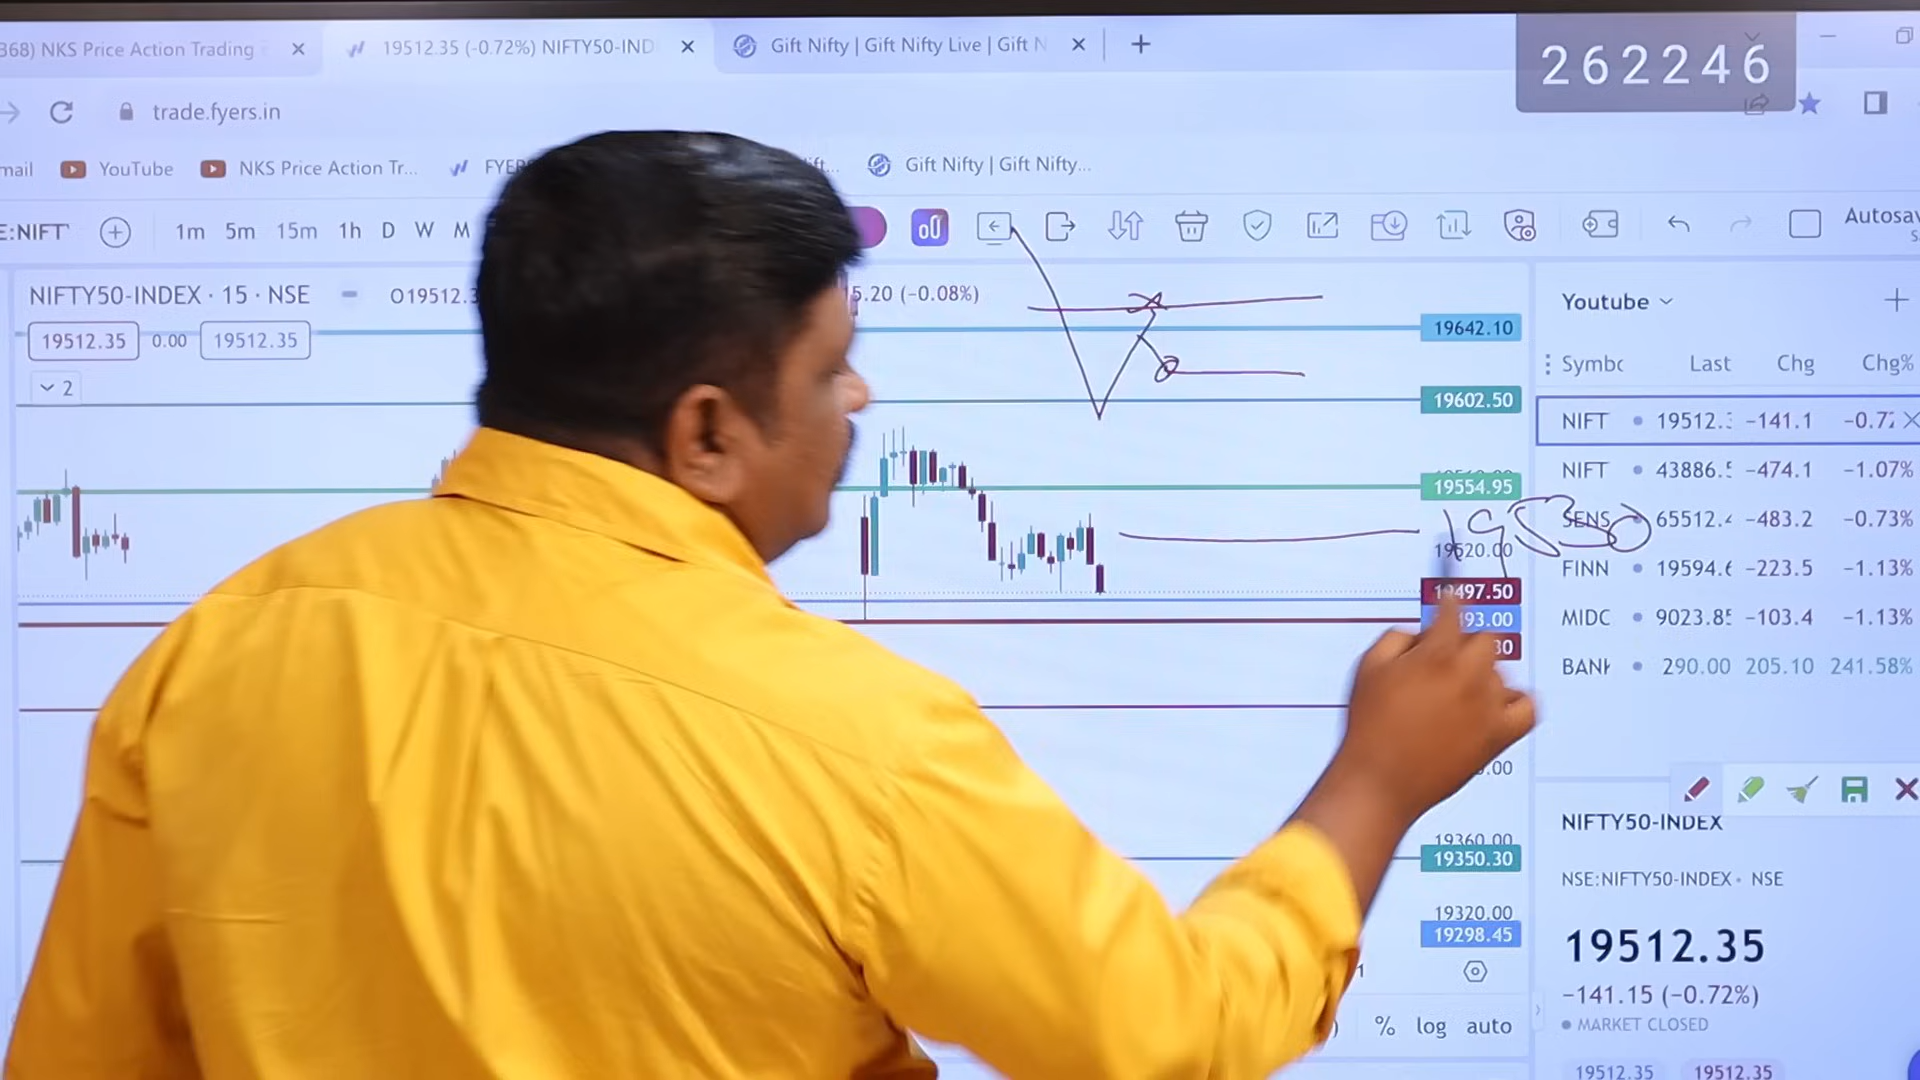 368) NKS Price Action Trading
19512.35 (-0.72%) NIFTY50-IND
Gift Nifty | Gift Nifty Live | Gift N
262246
trade.fyers.in
mail
YouTube
NKS Price Action Tr...
FYER
Gift Nifty | Gift Nifty...
E:NIFT
1m 5m 15m 1h D W M
Autosav
NIFTY50-INDEX · 15 · NSE
O19512.3
5.20 (-0.08%)
19512.35 0.00 19512.35
2
19642.10
19602.50
19554.95
19530
19520.00
19497.50
493.00
30
.00
19360.00
19350.30
19320.00
19298.45
% log auto
Youtube
Symbo Last Chg Chg%
NIFT 19512. -141.1 -0.7
NIFT 43886.5 -474.1 -1.07%
SENS 65512.4 -483.2 -0.73%
FINN 19594.6 -223.5 -1.13%
MIDC 9023.85 -103.4 -1.13%
BANK 290.00 205.10 241.58%
NIFTY50-INDEX
NSE:NIFTY50-INDEX · NSE
19512.35
-141.15 (-0.72%)
MARKET CLOSED
19512.35 19512.35